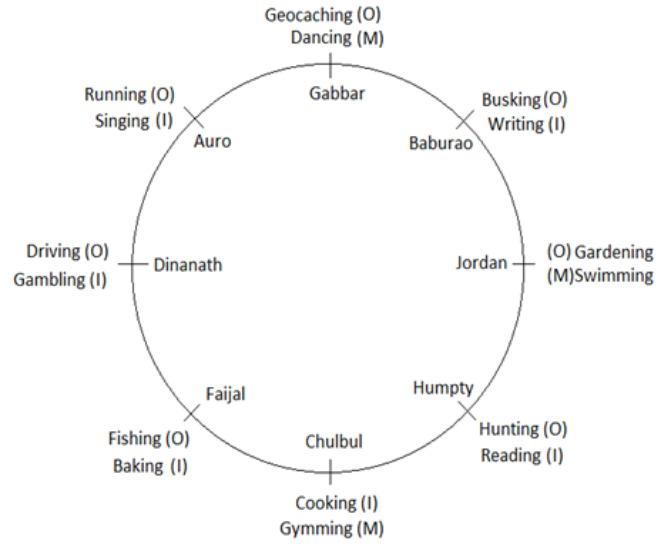 Geocaching (O)
Dancing (M)
Gabbar
Running (O)
Singing (I)
Auro
Busking (O)
Writing (I)
Baburao
Driving (O)
Gambling (I)
Dinanath
Jordan
(O) Gardening
(M)Swimming
Faijal
Fishing (O)
Baking (I)
Humpty
Hunting (O)
Reading (I)
Chulbul
Cooking (I)
Gymming (M)